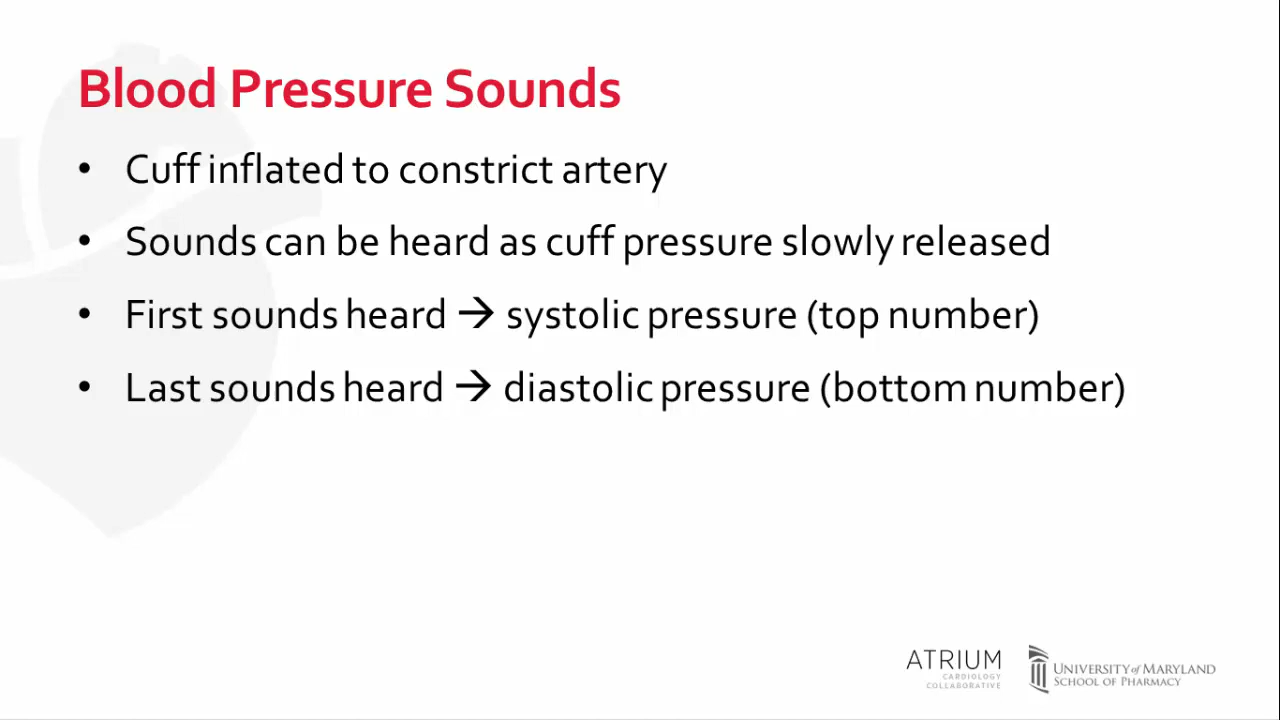 Blood Pressure Sounds
• Cuff inflated to constrict artery
• Sounds can be heard as cuff pressure slowly released
• First sounds heard → systolic pressure (top number)
• Last sounds heard → diastolic pressure (bottom number)
ATRIUM
CARDIOLOGY
COLLABORATIVE
UNIVERSITY of MARYLAND
SCHOOL OF PHARMACY